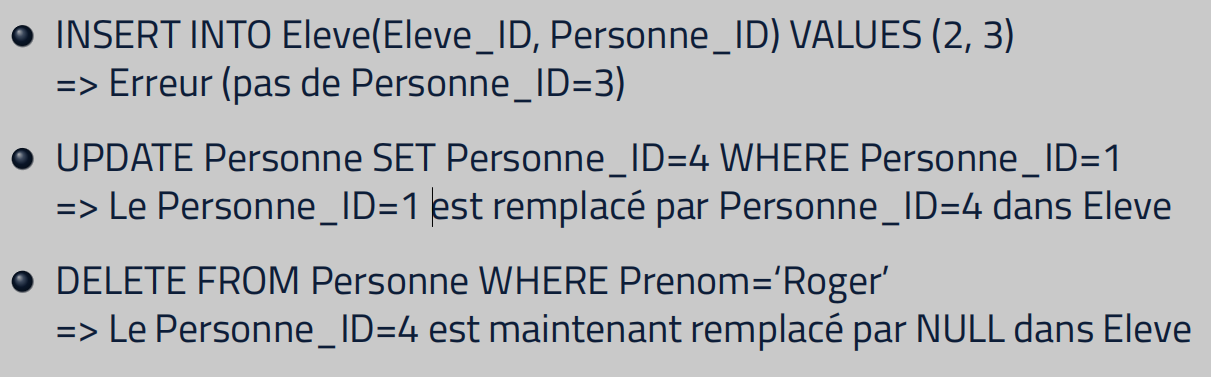 INSERT INTO Eleve(Eleve_ID, Personne_ID) VALUES (2, 3)
=> Erreur (pas de Personne_ID=3)
UPDATE Personne SET Personne_ID=4 WHERE Personne_ID=1
=> Le Personne_ID=1 est remplacé par Personne_ID=4 dans Eleve
DELETE FROM Personne WHERE Prenom=‘Roger’
=> Le Personne_ID=4 est maintenant remplacé par NULL dans Eleve